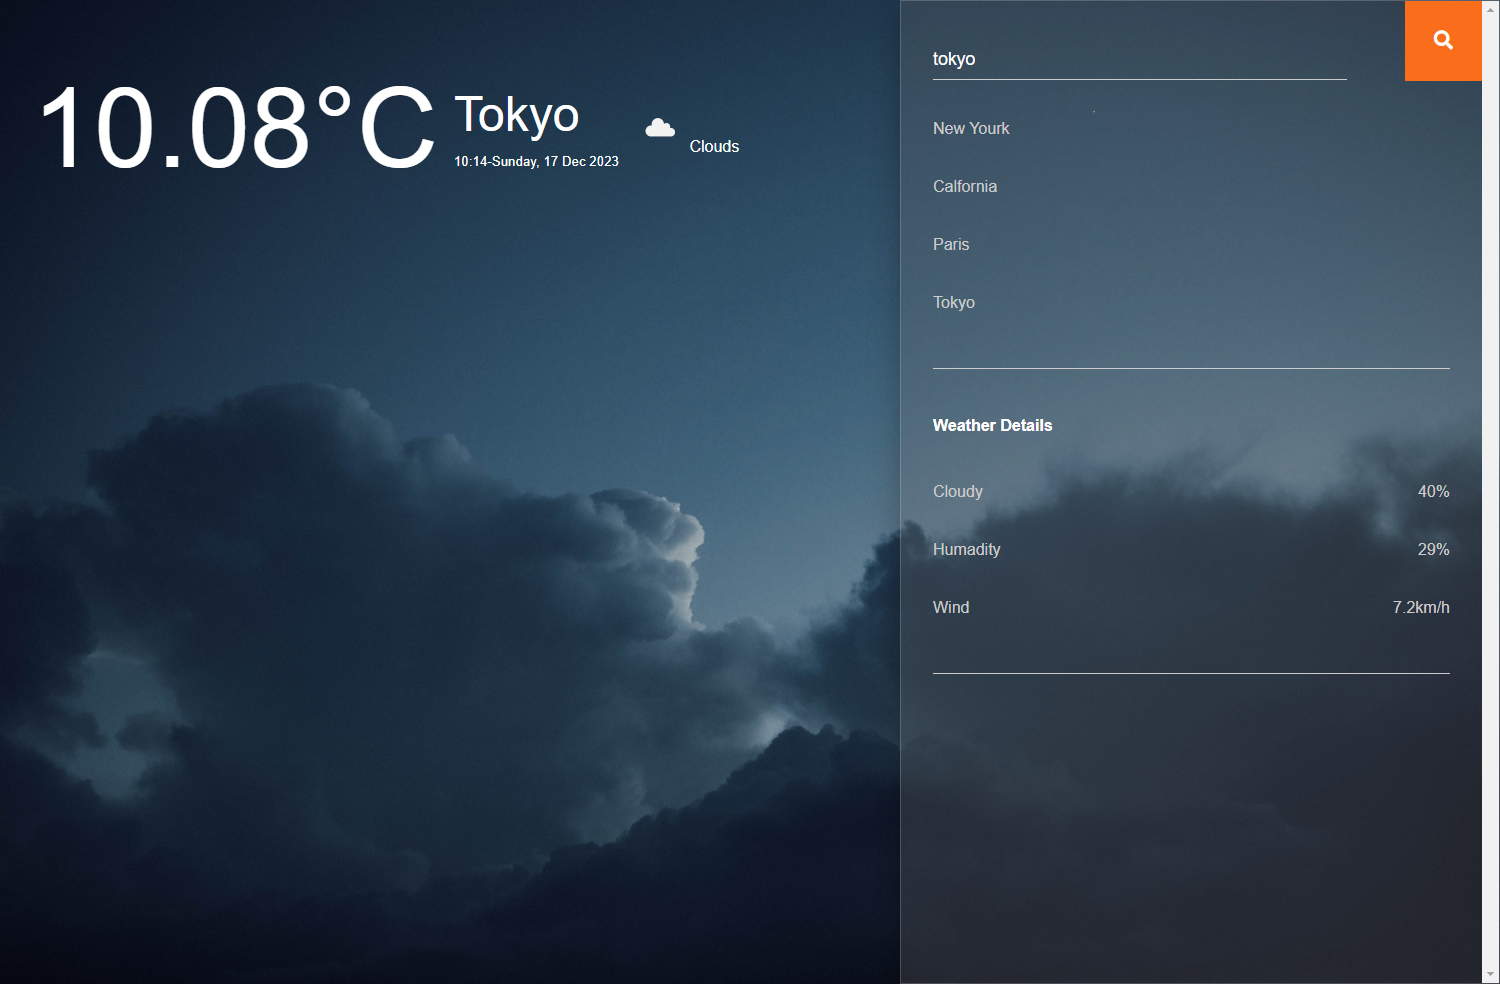 10.08°C
Tokyo
10:14-Sunday, 17 Dec 2023
Clouds
tokyo
New Yourk
Calfornia
Paris
Tokyo
Weather Details
Cloudy 40%
Humadity 29%
Wind 7.2km/h